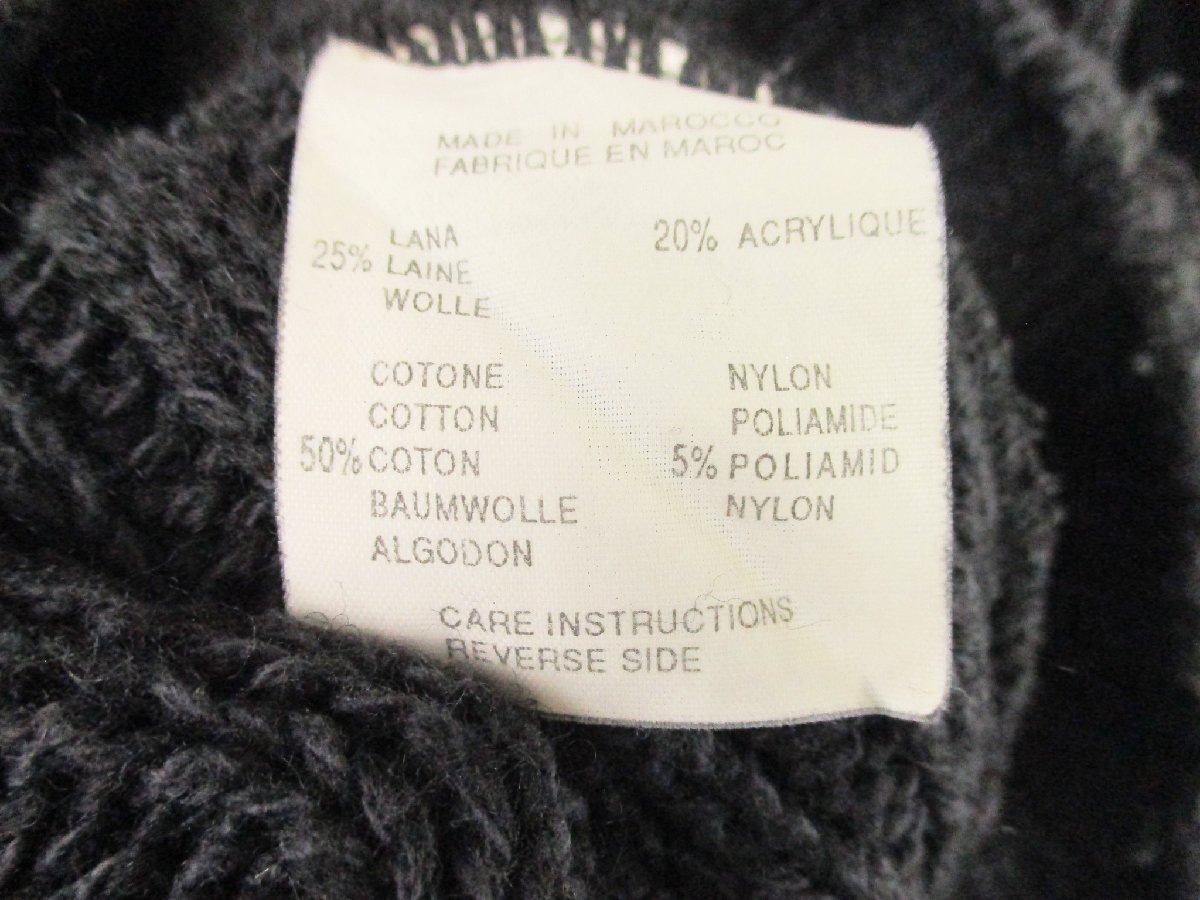 MADE IN MAROCCO
FABRIQUE EN MAROC
LANA
25% LAINE
WOLLE
20% ACRYLIQUE
COTONE
COTTON
50% COTON
BAUMWOLLE
ALGODON
NYLON
POLIAMIDE
5% POLIAMID
NYLON
CARE INSTRUCTIONS
REVERSE SIDE